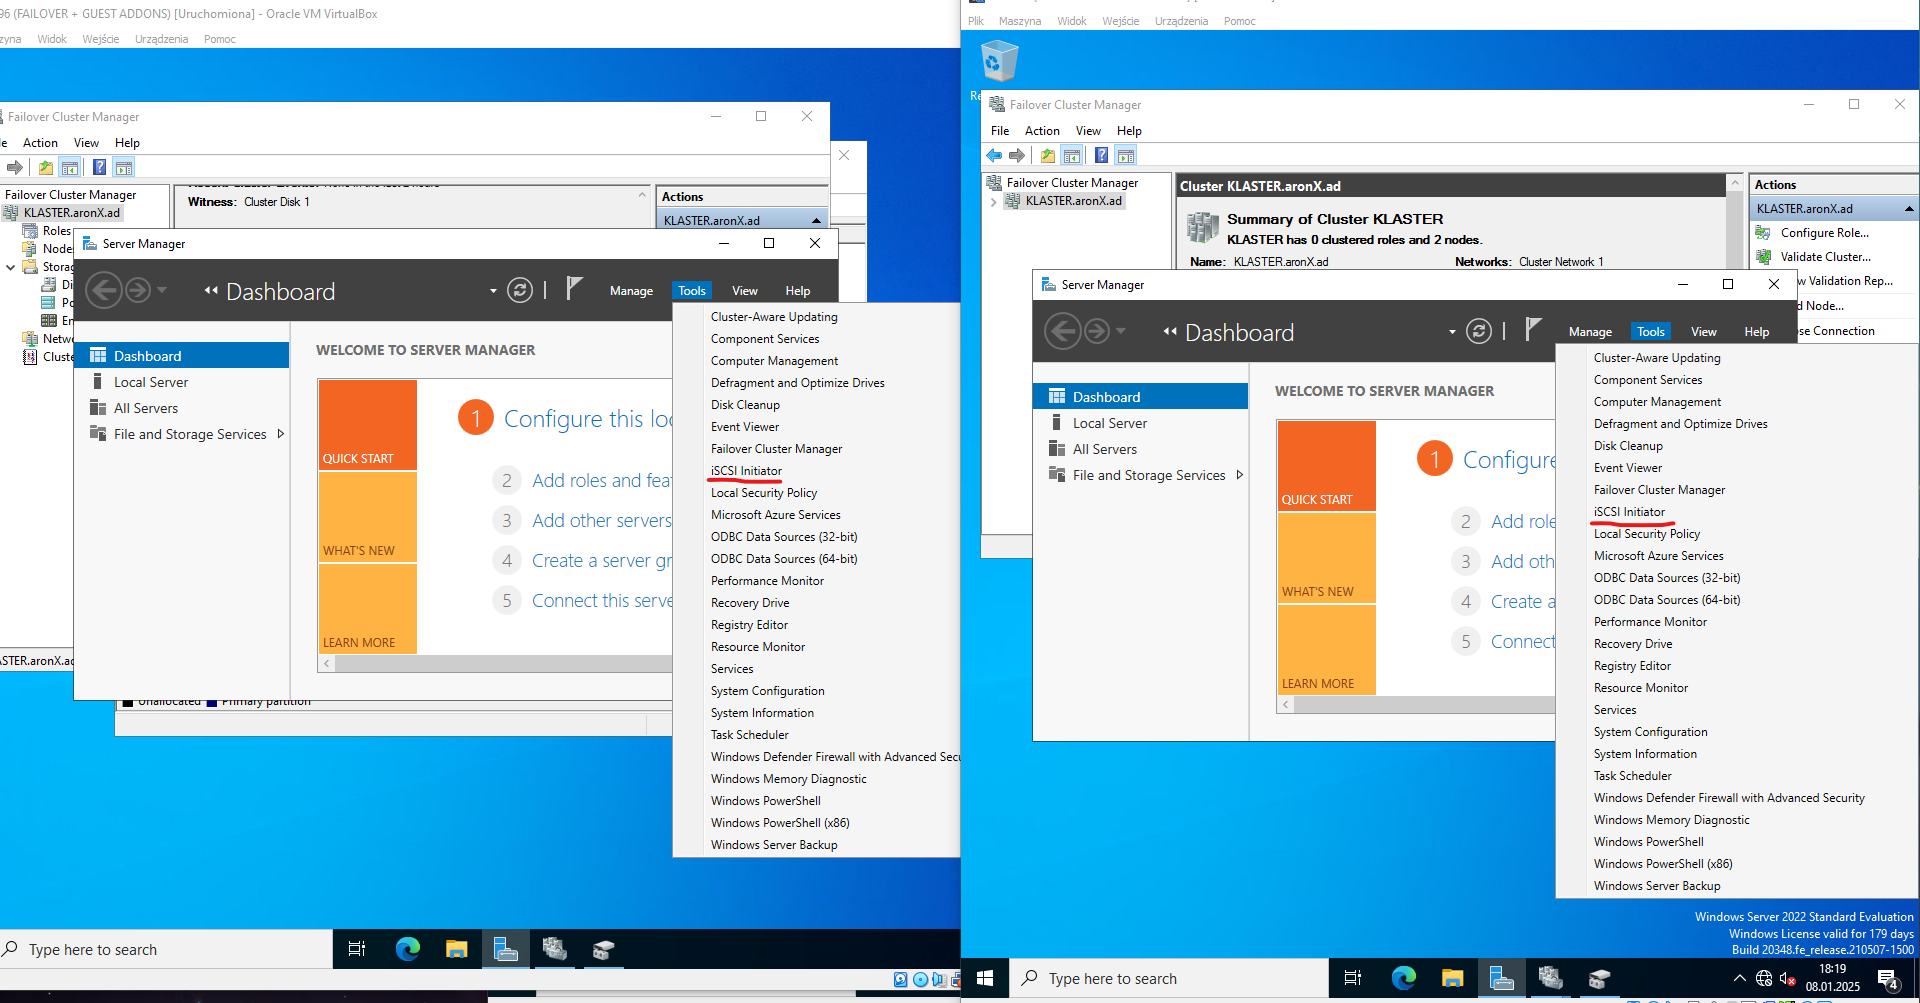 96 (FAILOVER + GUEST ADDONS) [Uruchomiona] - Oracle VM VirtualBox
zyna Widok Wejście Urządzenia Pomoc
Failover Cluster Manager
le Action View Help
Failover Cluster Manager
KLASTER.aronX.ad
Roles
Node
Storag
Di
Po
En
Netwo
Cluste
Witness: Cluster Disk 1
Actions
KLASTER.aronX.ad
ASTER.aronX.ad
Server Manager
Dashboard
Manage Tools View Help
Dashboard
Local Server
All Servers
File and Storage Services
WELCOME TO SERVER MANAGER
QUICK START
WHAT'S NEW
LEARN MORE
1 Configure this loc
2 Add roles and feat
3 Add other servers
4 Create a server gr
5 Connect this serve
Unallocated Primary partition
Cluster-Aware Updating
Component Services
Computer Management
Defragment and Optimize Drives
Disk Cleanup
Event Viewer
Failover Cluster Manager
iSCSI Initiator
Local Security Policy
Microsoft Azure Services
ODBC Data Sources (32-bit)
ODBC Data Sources (64-bit)
Performance Monitor
Recovery Drive
Registry Editor
Resource Monitor
Services
System Configuration
System Information
Task Scheduler
Windows Defender Firewall with Advanced Secu
Windows Memory Diagnostic
Windows PowerShell
Windows PowerShell (x86)
Windows Server Backup
Type here to search
Plik Maszyna Widok Wejście Urządzenia Pomoc
Re
Failover Cluster Manager
File Action View Help
Failover Cluster Manager
KLASTER.aronX.ad
Cluster KLASTER.aronX.ad
Summary of Cluster KLASTER
KLASTER has 0 clustered roles and 2 nodes.
Name: KLASTER.aronX.ad Networks: Cluster Network 1
Actions
KLASTER.aronX.ad
Configure Role...
Validate Cluster...
w Validation Rep...
d Node...
se Connection
Server Manager
Dashboard
Manage Tools View Help
Dashboard
Local Server
All Servers
File and Storage Services
WELCOME TO SERVER MANAGER
QUICK START
WHAT'S NEW
LEARN MORE
1 Configure
2 Add role
3 Add oth
4 Create a
5 Connect
Cluster-Aware Updating
Component Services
Computer Management
Defragment and Optimize Drives
Disk Cleanup
Event Viewer
Failover Cluster Manager
iSCSI Initiator
Local Security Policy
Microsoft Azure Services
ODBC Data Sources (32-bit)
ODBC Data Sources (64-bit)
Performance Monitor
Recovery Drive
Registry Editor
Resource Monitor
Services
System Configuration
System Information
Task Scheduler
Windows Defender Firewall with Advanced Security
Windows Memory Diagnostic
Windows PowerShell
Windows PowerShell (x86)
Windows Server Backup
Windows Server 2022 Standard Evaluation
Windows License valid for 179 days
Build 20348.fe_release.210507-1500
Type here to search
18:19
08.01.2025
4